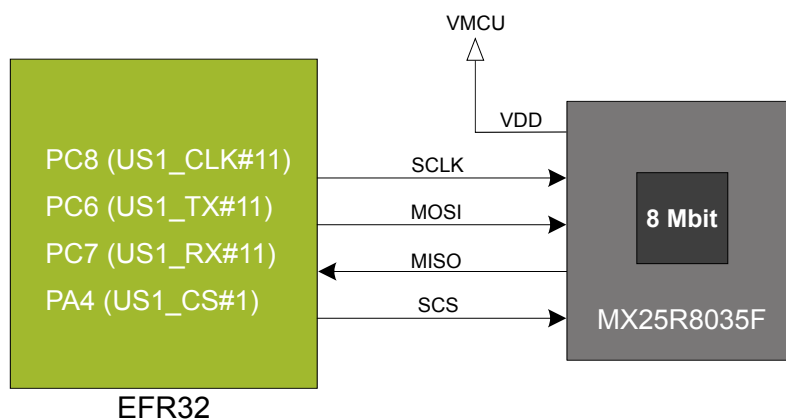 VMCU
VDD
PC8 (US1_CLK#11)
SCLK
PC6 (US1_TX#11)
MOSI
8 Mbit
PC7 (US1_RX#11)
MISO
PA4 (US1_CS#1)
SCS
MX25R8035F
EFR32